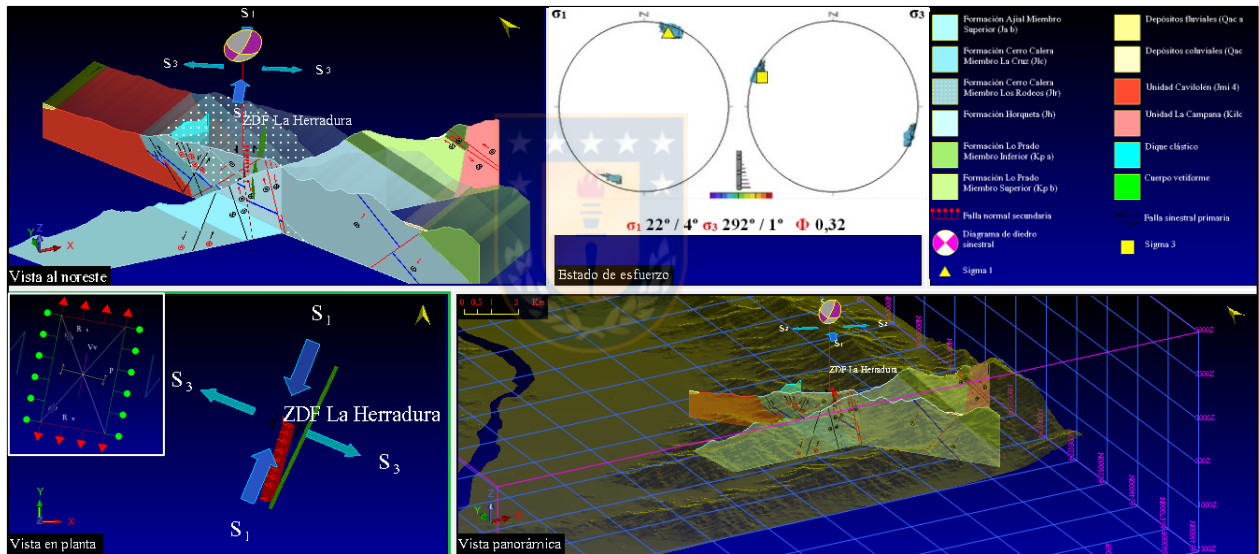 S1
S3
S3
S
ZDF La Herradura
Z
Y
X
Vista al noreste
σ1
σ3
N
N
σ1 22° / 4° σ3 292° / 1° Φ 0,32
Estado de esfuerzo
Formación Ajial Miembro
Superior (Ja b)
Formación Cerro Calera
Miembro La Cruz (Jlc)
Formación Cerro Calera
Miembro Los Rodeos (Jlr)
Formación Horqueta (Jh)
Formación Lo Prado
Miembro Inferior (Kp a)
Formación Lo Prado
Miembro Superior (Kp b)
Falla normal secundaria
Diagrama de diedro
sinestral
Sigma 1
Depósitos fluviales (Qac a
Depósitos coluviales (Qac
Unidad Cavilolén (Jmi 4)
Unidad La Campana (Kilc
Dique clástico
Cuerpo vetiforme
Falla sinestral primaria
Sigma 3
R
Vv
P
R
S1
S3
ZDF La Herradura
S3
S1
Y
Z
X
Vista en planta
0 0,5 1 2 Km
S2
S2
S1
ZDF La Herradura
Z
Y
Vista panorámica